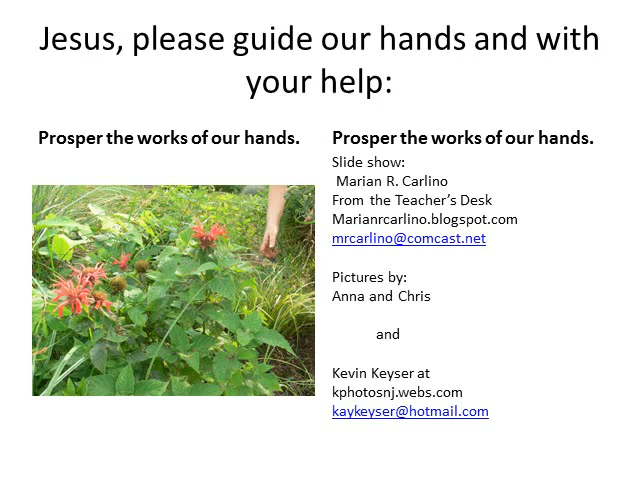 Jesus, please guide our hands and with
your help:
Prosper the works of our hands.
Prosper the works of our hands.
Slide show:
Marian R. Carlino
From the Teacher’s Desk
Marianrcarlino.blogspot.com
mrcarlino@comcast.net
Pictures by:
Anna and Chris
and
Kevin Keyser at
kphotosnj.webs.com
kaykeyser@hotmail.com